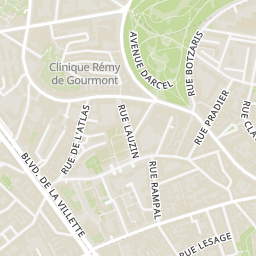 AVENUE DARCEL
RUE BOTZARIS
Clinique Rémy
de Gourmont
RUE PRADIER
RUE DE L'ATLAS
RUE LAUZIN
BLVD. DE LA VILLETTE
RUE RAMPAL
RUE LESAGE